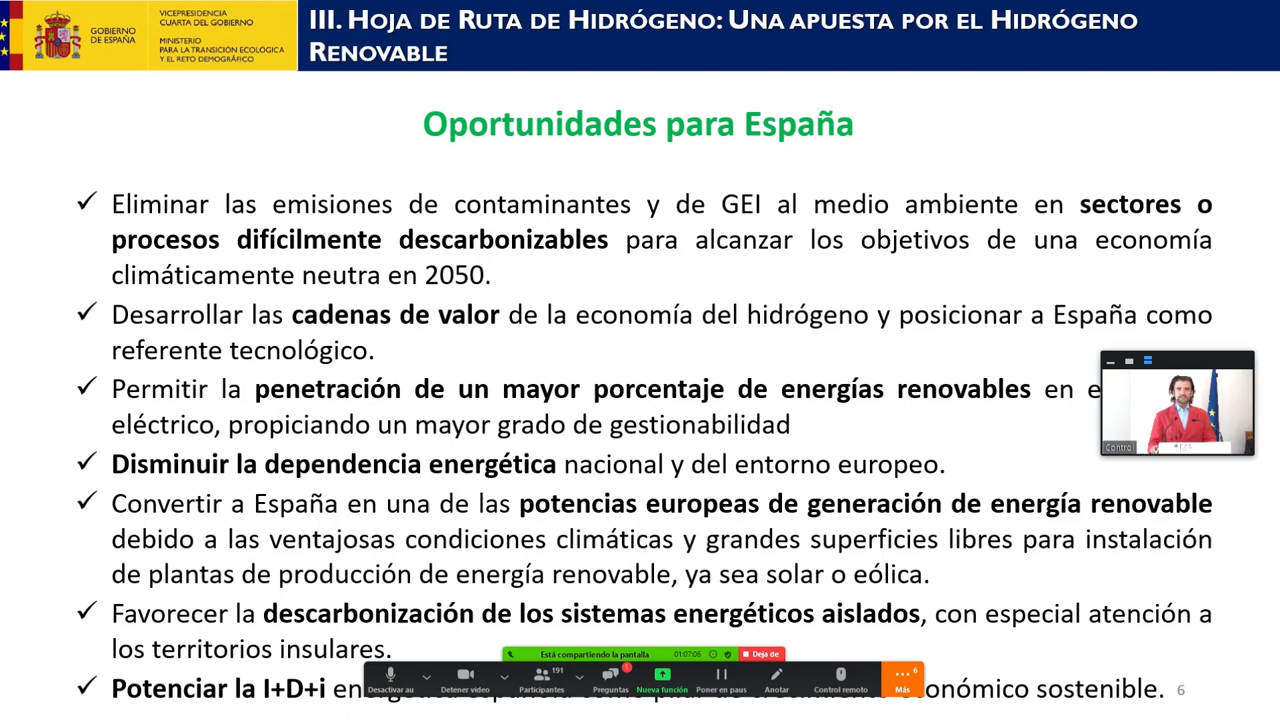 GOBIERNO
DE ESPAÑA
VICEPRESIDENCIA
CUARTA DEL GOBIERNO
MINISTERIO
PARA LA TRANSICIÓN ECOLÓGICA
Y EL RETO DEMOGRÁFICO
III. HOJA DE RUTA DE HIDRÓGENO: UNA APUESTA POR EL HIDRÓGENO
RENOVABLE
Oportunidades para España
✓ Eliminar las emisiones de contaminantes y de GEI al medio ambiente en sectores o
procesos difícilmente descarbonizables para alcanzar los objetivos de una economía
climáticamente neutra en 2050.
✓ Desarrollar las cadenas de valor de la economía del hidrógeno y posicionar a España como
referente tecnológico.
✓ Permitir la penetración de un mayor porcentaje de energías renovables en
eléctrico, propiciando un mayor grado de gestionabilidad
Control
✓ Disminuir la dependencia energética nacional y del entorno europeo.
✓ Convertir a España en una de las potencias europeas de generación de energía renovable
debido a las ventajosas condiciones climáticas y grandes superficies libres para instalación
de plantas de producción de energía renovable, ya sea solar o eólica.
✓ Favorecer la descarbonización de los sistemas energéticos aislados, con especial atención a
los territorios insulares.
Está compartiendo la pantalla 01:07:06 Deja de
191 1 6
✓ Potenciar la I+D+i sostenible. 6
Desactivar au Detener video Participantes Preguntas Nueva función Poner en paus Anotar Control remoto Más